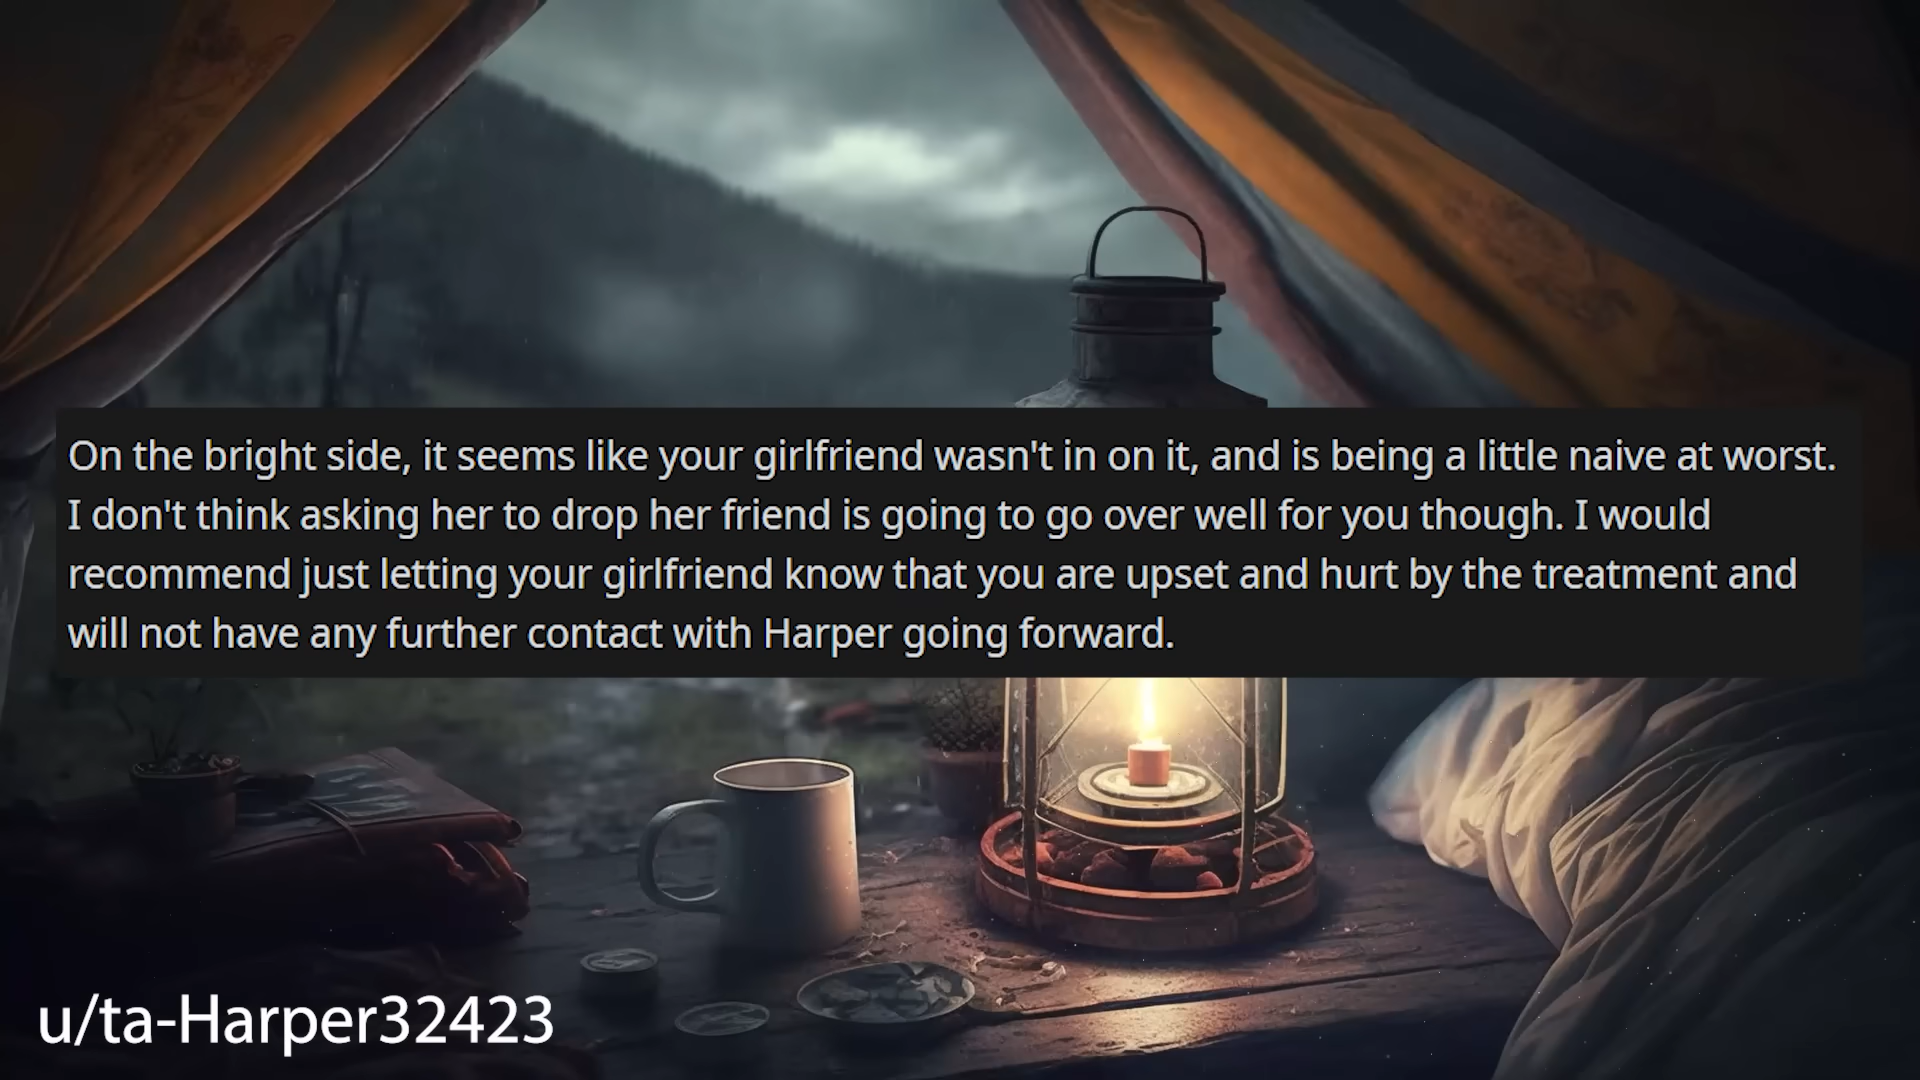 On the bright side, it seems like your girlfriend wasn't in on it, and is being a little naive at worst.
I don't think asking her to drop her friend is going to go over well for you though. I would
recommend just letting your girlfriend know that you are upset and hurt by the treatment and
will not have any further contact with Harper going forward.
u/ta-Harper32423